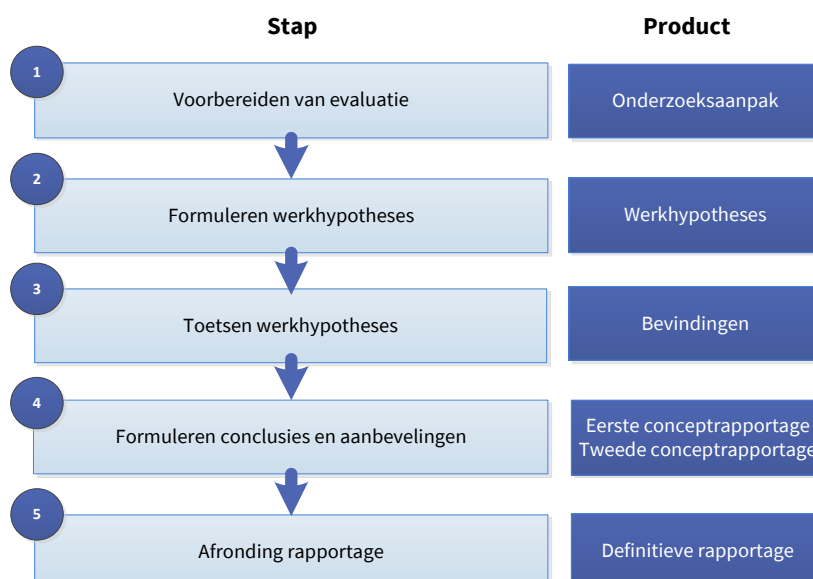 Stap
Product
1
Voorbereiden van evaluatie
Onderzoeksaanpak
2
Formuleren werkhypotheses
Werkhypotheses
3
Toetsen werkhypotheses
Bevindingen
4
Formuleren conclusies en aanbevelingen
Eerste conceptrapportage
Tweede conceptrapportage
5
Afronding rapportage
Definitieve rapportage